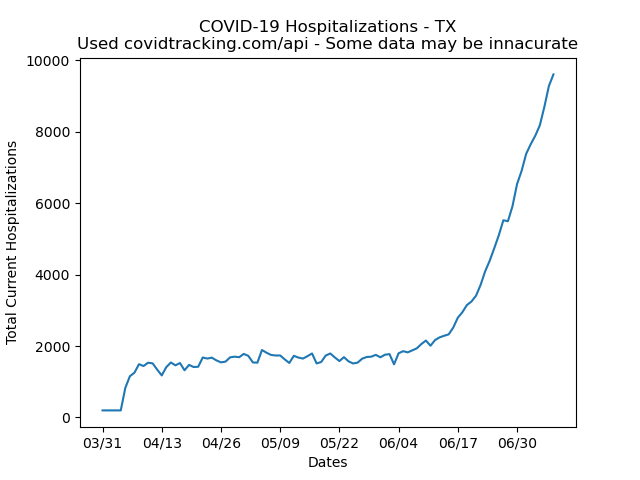 COVID-19 Hospitalizations - TX
Used covidtracking.com/api - Some data may be innacurate
10000
8000
6000
4000
2000
0
Total Current Hospitalizations
03/31 04/13 04/26 05/09 05/22 06/04 06/17 06/30
Dates